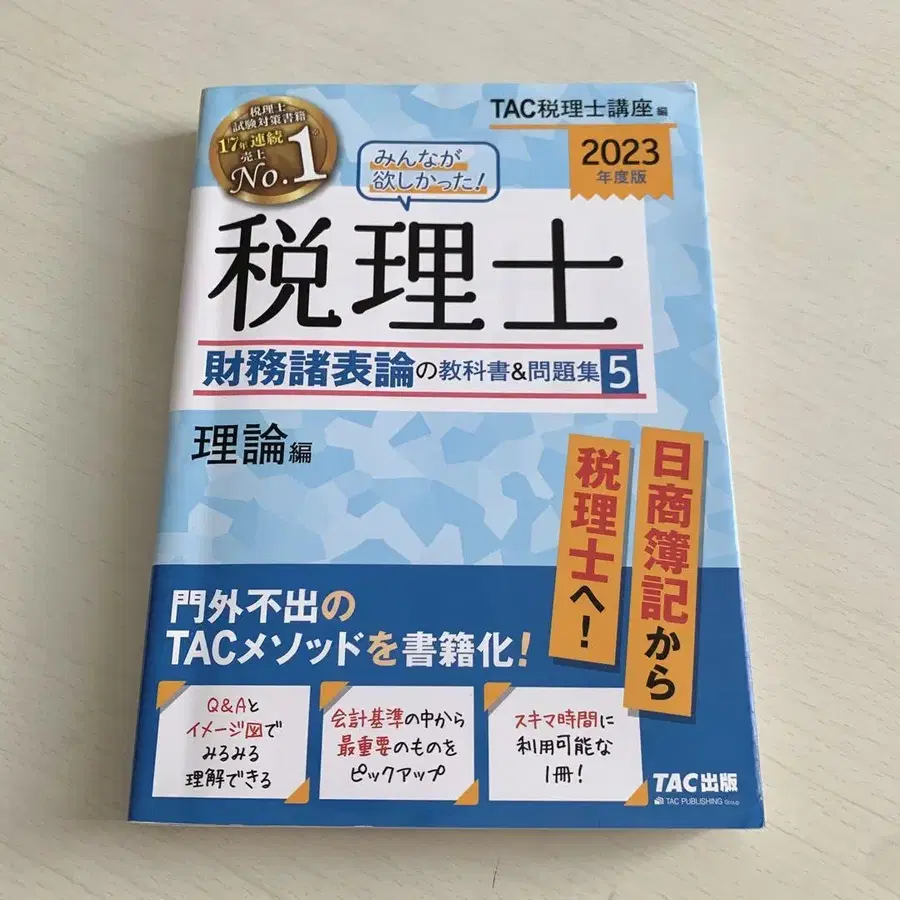 TAC税理士講座 編
税理士
試験対策書籍
17年連続
売上
No.1
※
みんなが
欲しかった!
2023
年度版
税理士
財務諸表論の教科書&問題集 5
理論編
日商簿記から
税理士へ!
門外不出の
TACメソッドを書籍化!
Q&Aと
イメージ図で
みるみる
理解できる
会計基準の中から
最重要のものを
ピックアップ
スキマ時間に
利用可能な
1冊!
TAC出版
TAC PUBLISHING Group